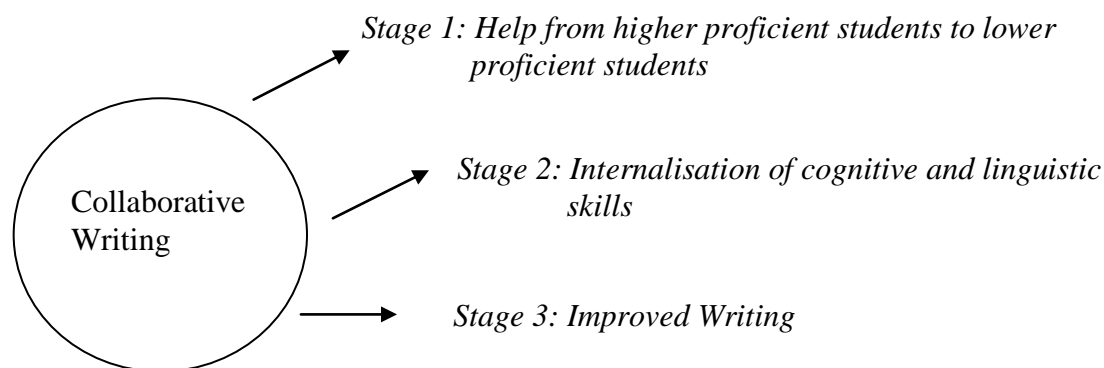 Stage 1: Help from higher proficient students to lower
proficient students
Stage 2: Internalisation of cognitive and linguistic
skills
Collaborative
Writing
Stage 3: Improved Writing